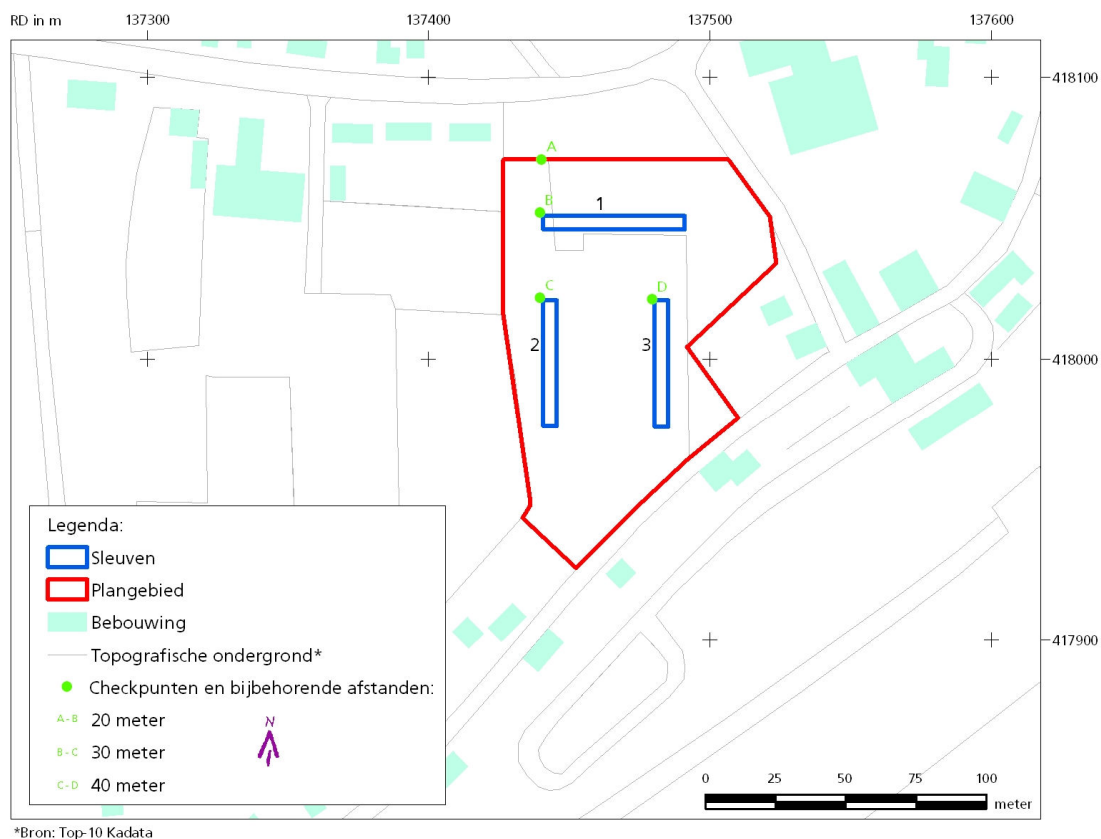 RD in m
137300
137400
137500
137600
418100
A
B
1
C
D
2
3
418000
417900
Legenda:
Sleuven
Plangebied
Bebouwing
Topografische ondergrond*
Checkpunten en bijbehorende afstanden:
A-B 20 meter
B-C 30 meter
C-D 40 meter
N
0 25 50 75 100
meter
*Bron: Top-10 Kadata